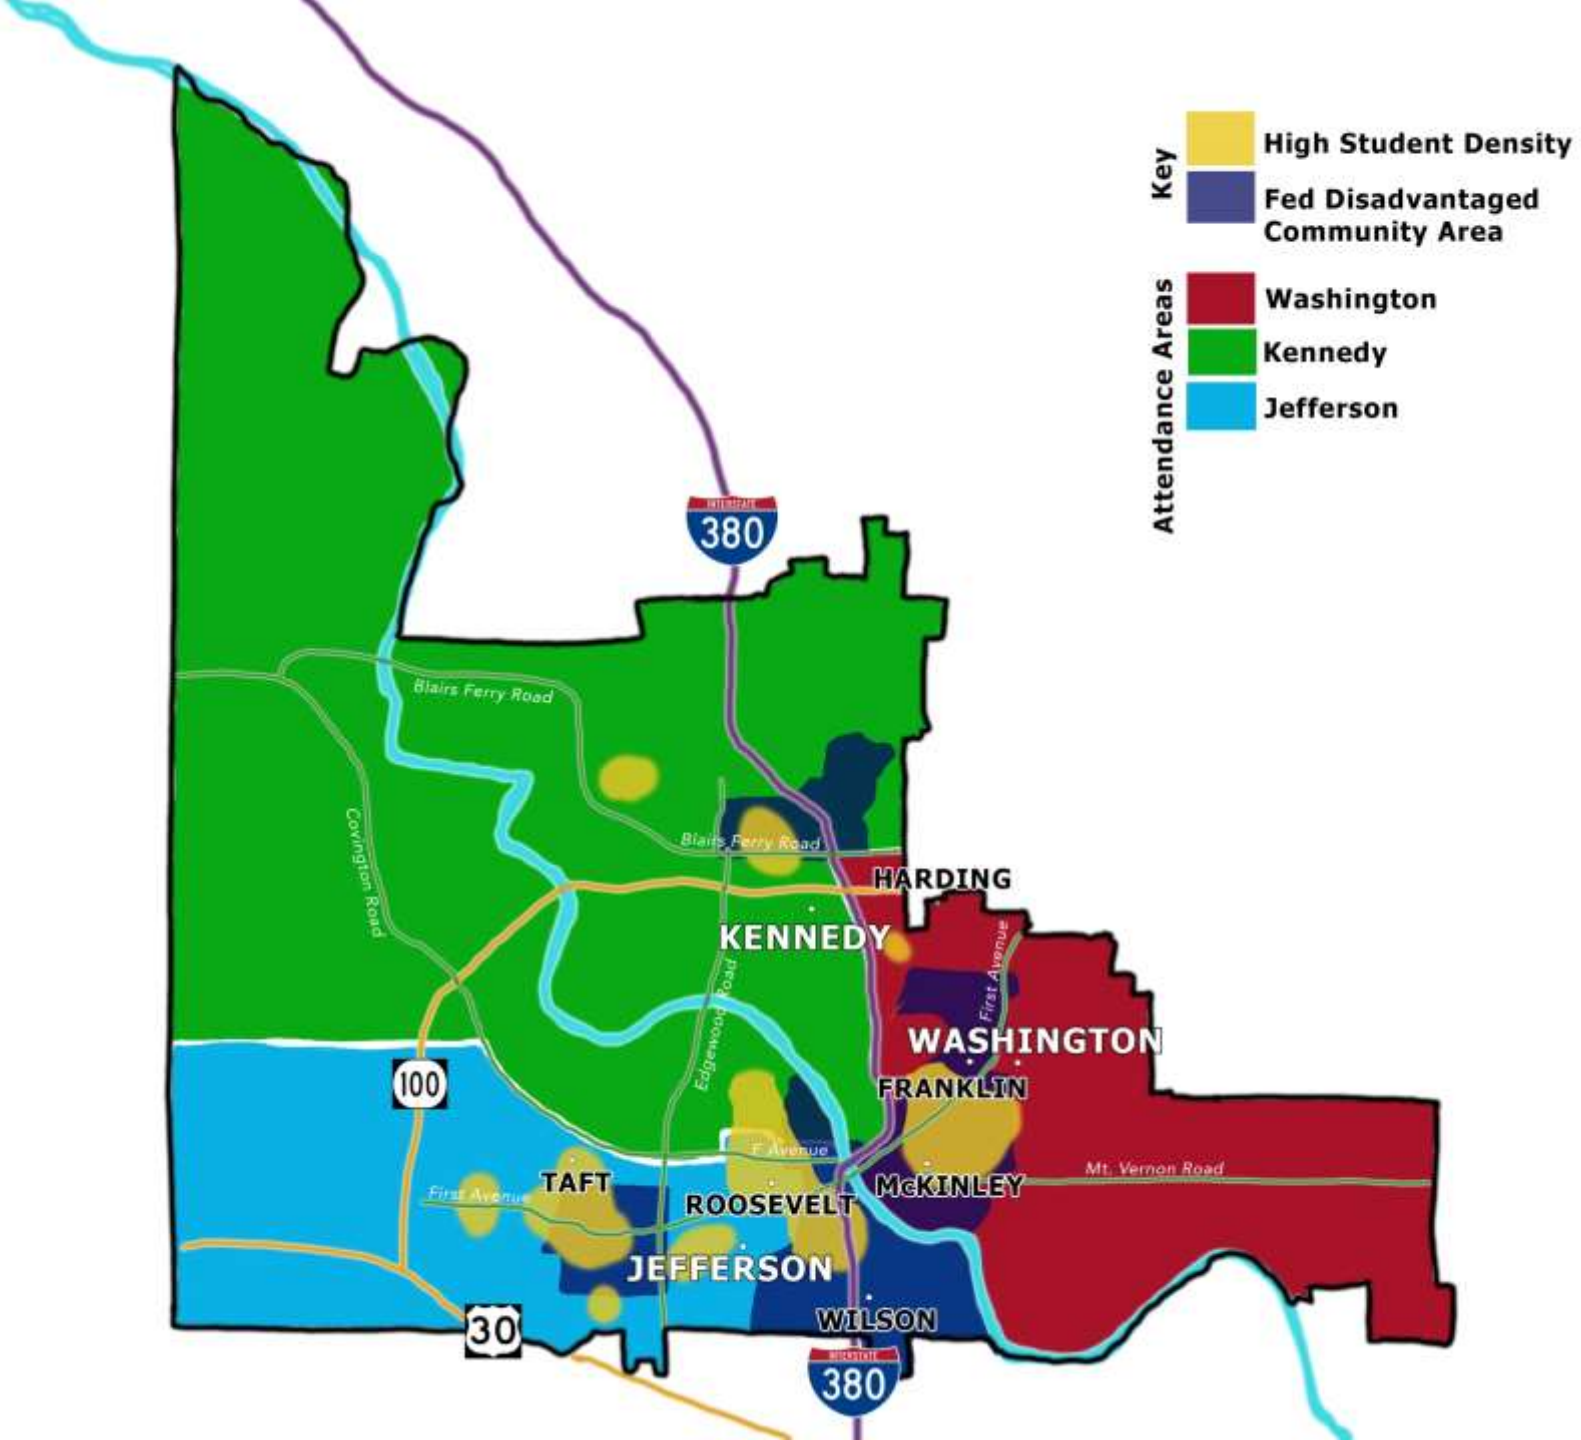 Key
High Student Density
Fed Disadvantaged
Community Area
Attendance Areas
Washington
Kennedy
Jefferson
INTERSTATE
380
Blairs Ferry Road
Covington Road
Blairs Ferry Road
HARDING
KENNEDY
First Avenue
Edgewood Road
WASHINGTON
100
FRANKLIN
F Avenue
Mt. Vernon Road
TAFT
McKINLEY
First Avenue
ROOSEVELT
JEFFERSON
WILSON
30
INTERSTATE
380